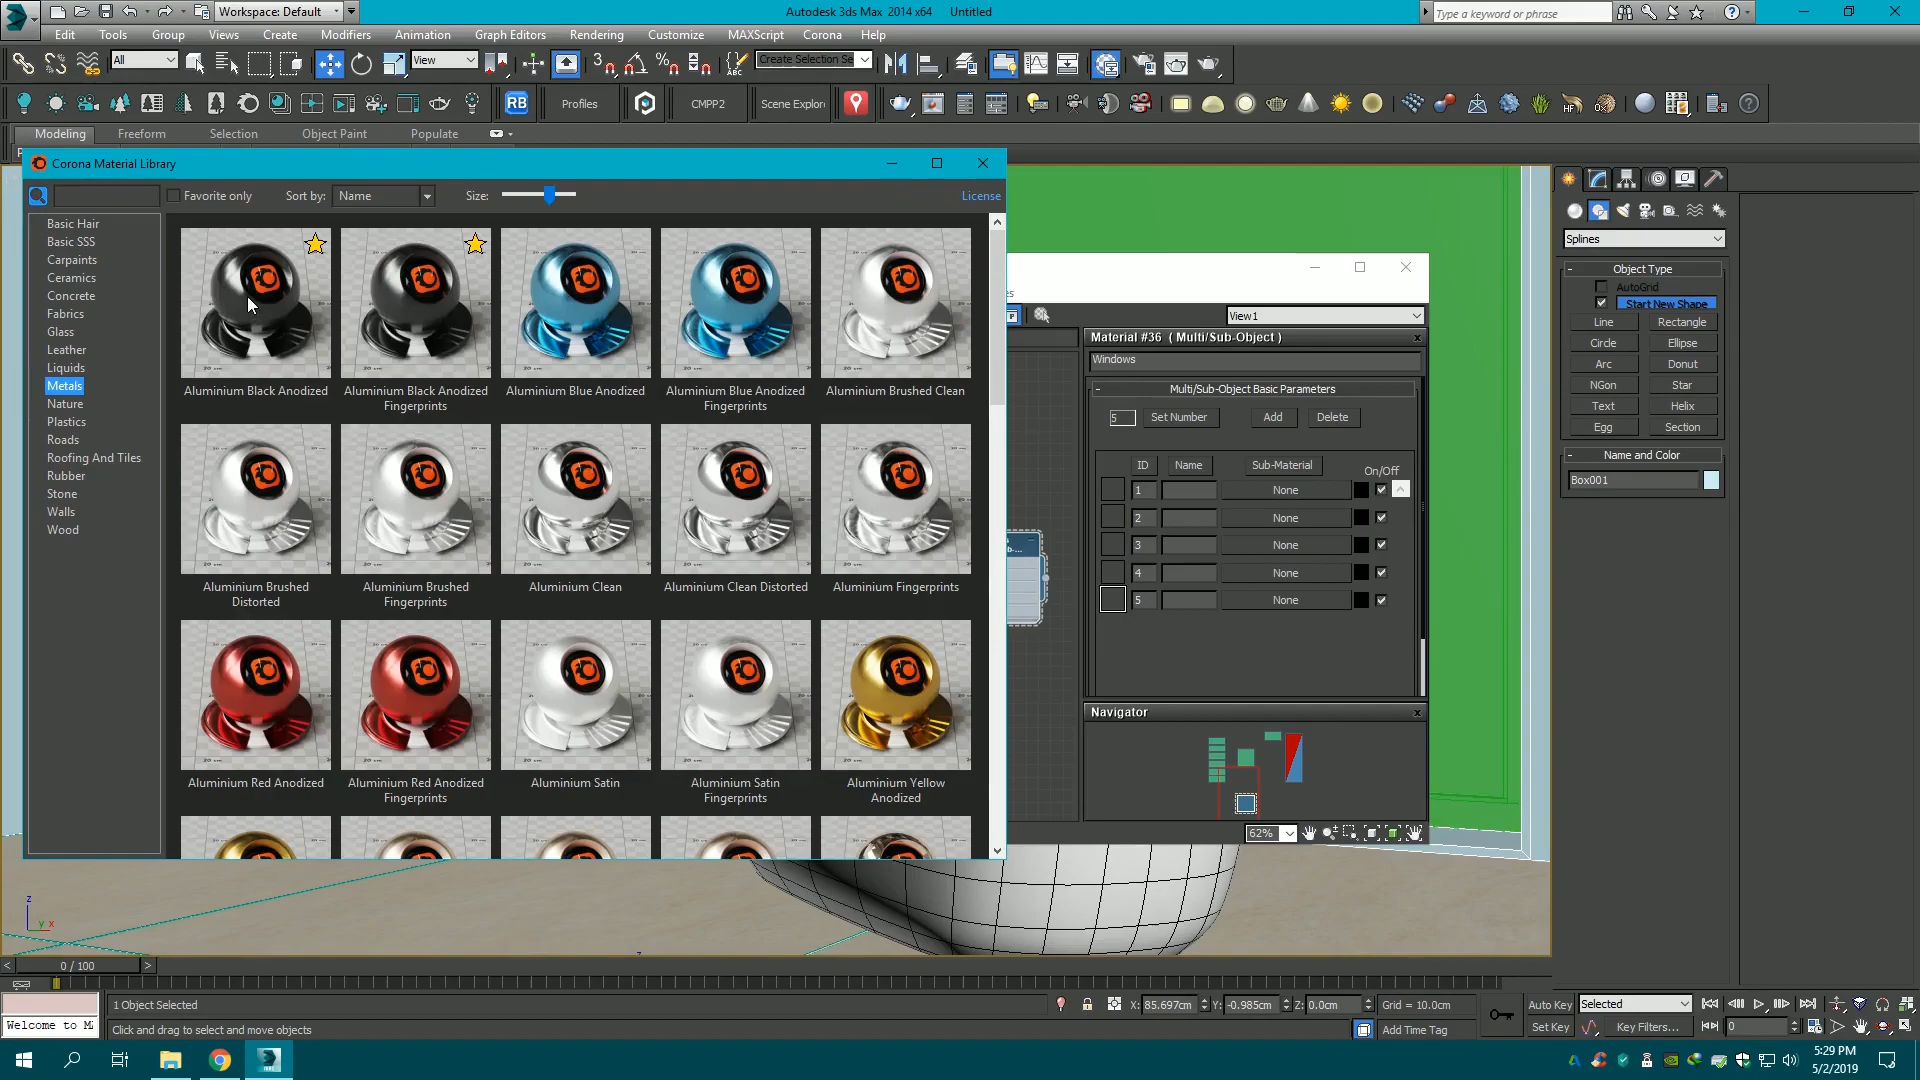 Workspace: Default
Autodesk 3ds Max  2014 x64    Untitled
Type a keyword or phrase
Edit Tools Group Views Create Modifiers Animation Graph Editors Rendering Customize MAXScript Corona Help
All View Create Selection Se
RB Profiles CMPP2 Scene Explor
Modeling Freeform Selection Object Paint Populate
Corona Material Library
Favorite only Sort by: Name Size: License
Basic Hair
Basic SSS
Carpaints
Ceramics
Concrete
Fabrics
Glass
Leather
Liquids
Metals
Nature
Plastics
Roads
Roofing And Tiles
Rubber
Stone
Walls
Wood
Aluminium Black Anodized
Aluminium Black Anodized
Fingerprints
Aluminium Blue Anodized
Aluminium Blue Anodized
Fingerprints
Aluminium Brushed Clean
Aluminium Brushed
Distorted
Aluminium Brushed
Fingerprints
Aluminium Clean
Aluminium Clean Distorted
Aluminium Fingerprints
Aluminium Red Anodized
Aluminium Red Anodized
Fingerprints
Aluminium Satin
Aluminium Satin
Fingerprints
Aluminium Yellow
Anodized
View1
Material #36  ( Multi/Sub-Object )
Windows
Multi/Sub-Object Basic Parameters
5 Set Number Add Delete
ID Name Sub-Material On/Off
1 None
2 None
3 None
4 None
5 None
Navigator
62%
Splines
Object Type
AutoGrid
Start New Shape
Line Rectangle
Circle Ellipse
Arc Donut
NGon Star
Text Helix
Egg Section
Name and Color
Box001
z
y x
0 / 100
1 Object Selected
X: 85.697cm Y: -0.985cm Z: 0.0cm Grid = 10.0cm
Auto Key Selected
Welcome to M
Click and drag to select and move objects
Add Time Tag
Set Key Key Filters... 0
5:29 PM
5/2/2019